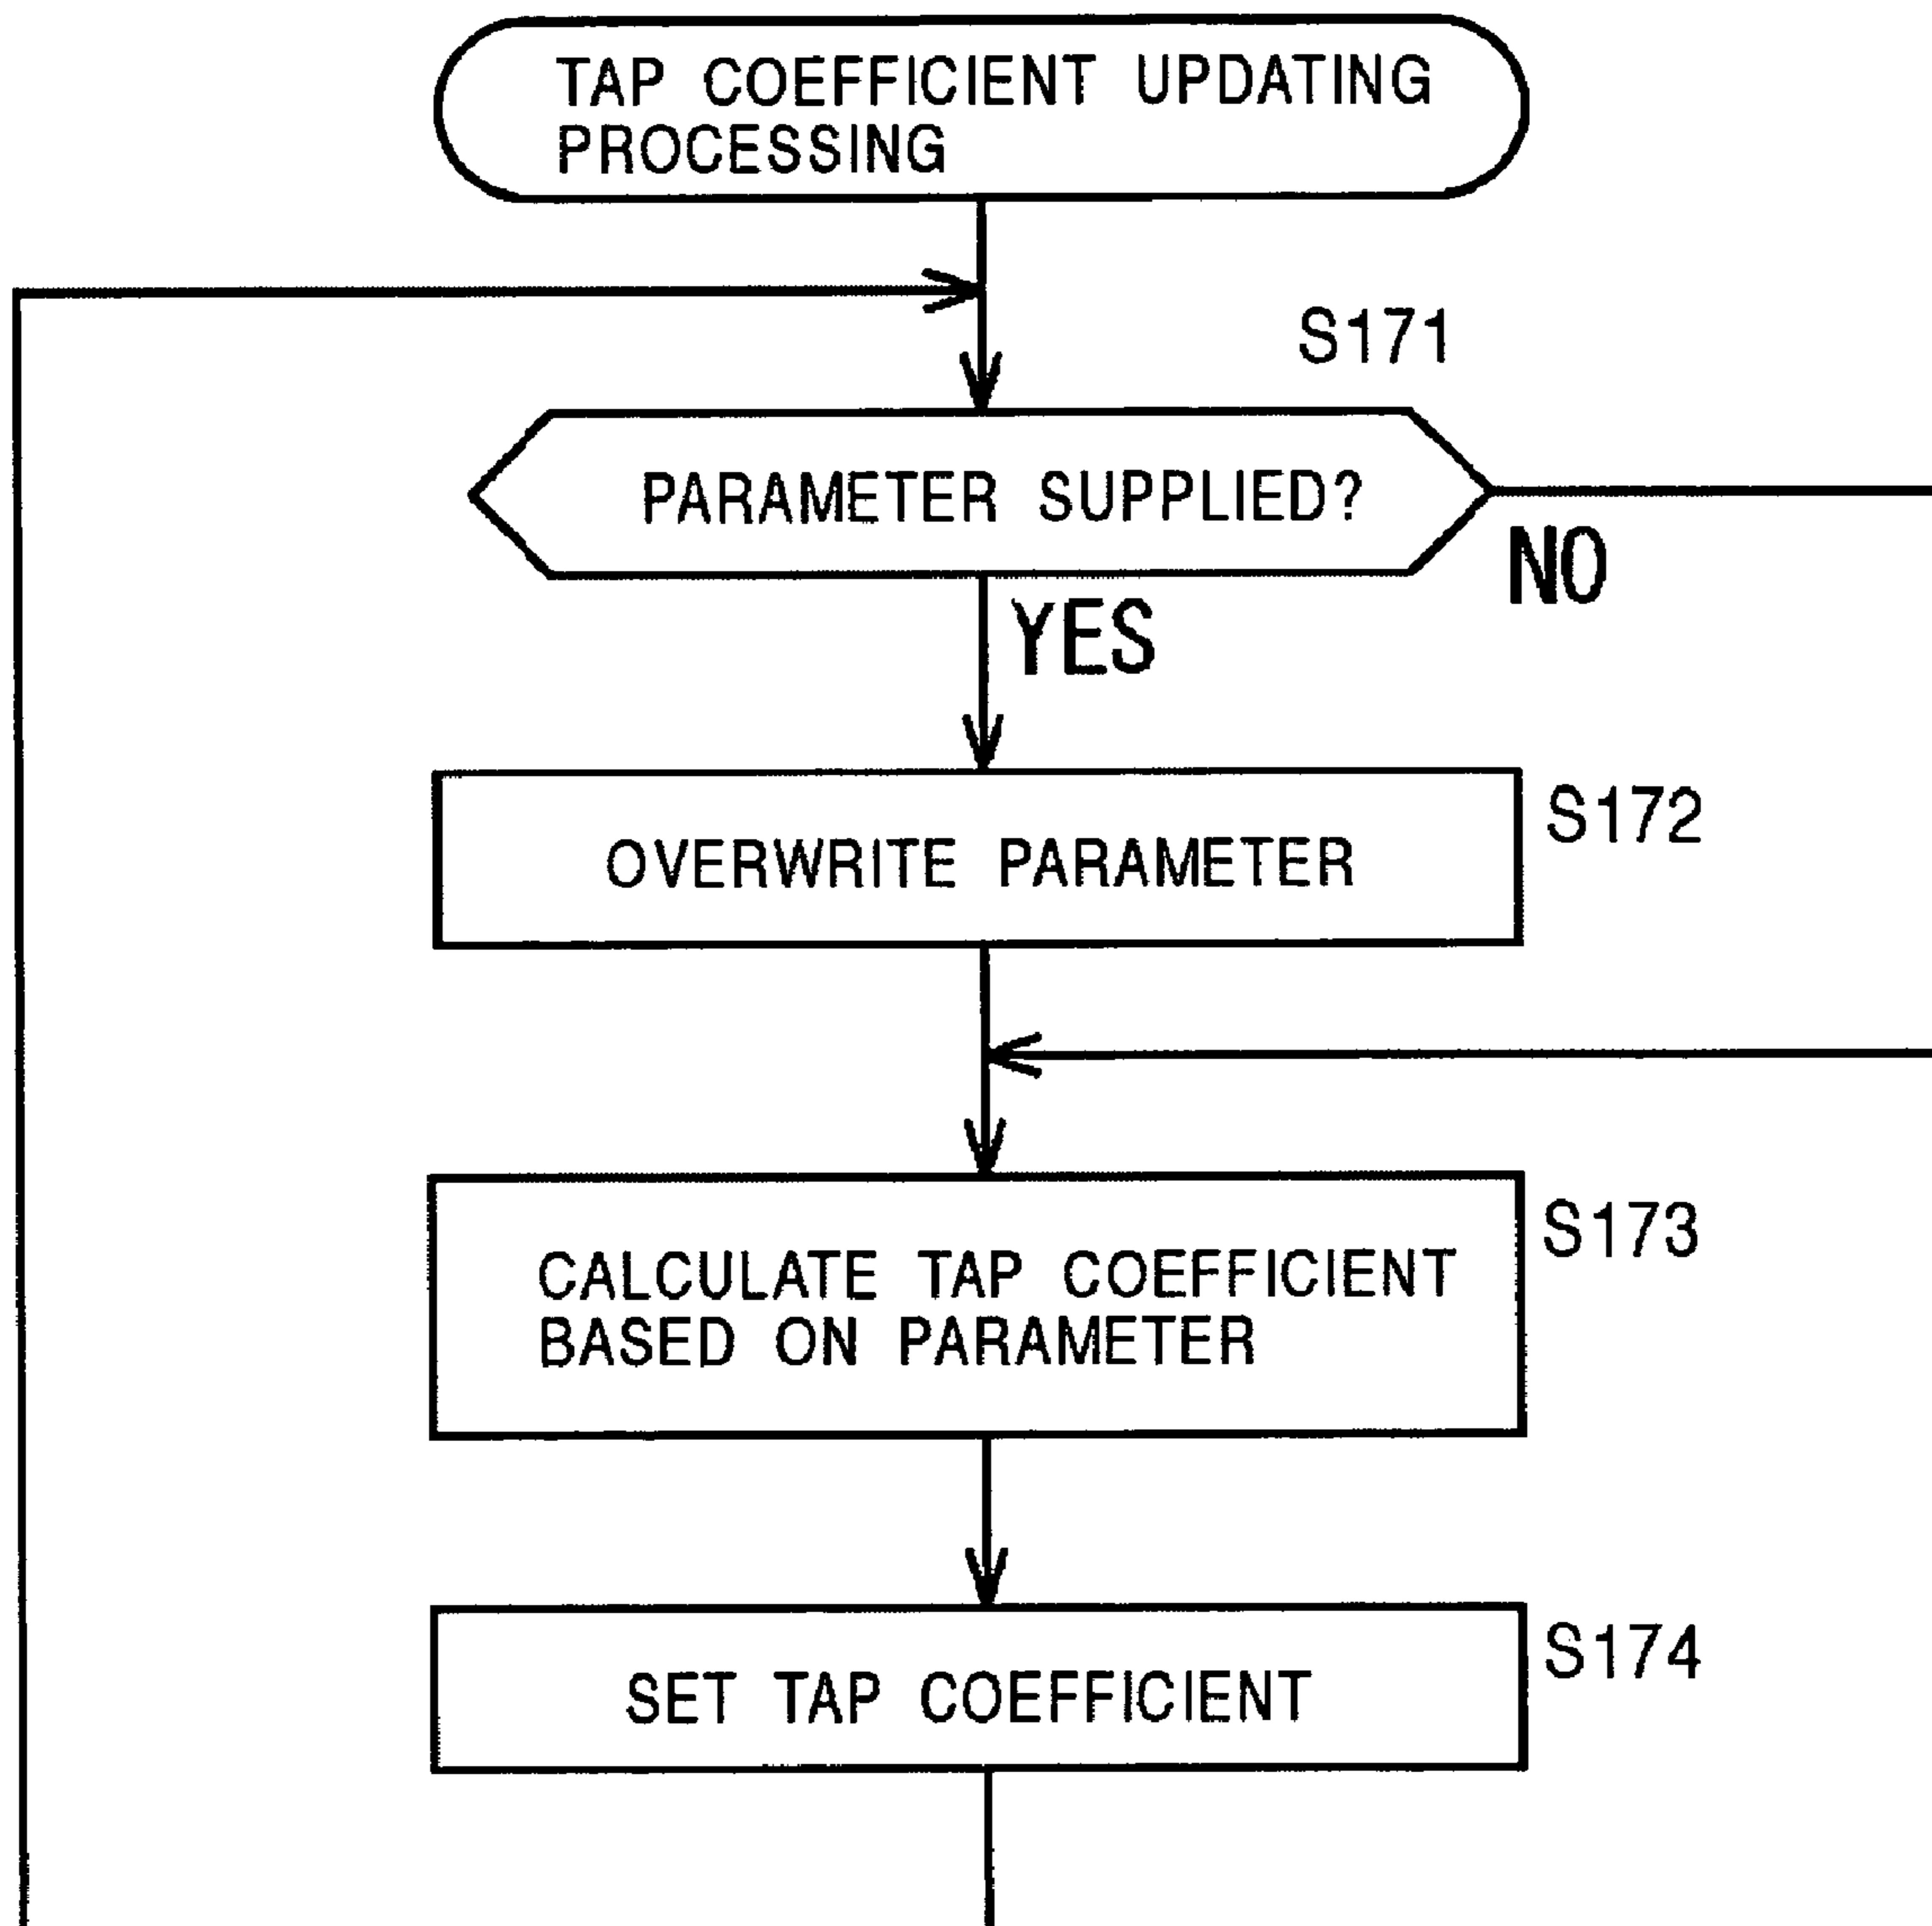 TAP COEFFICIENT UPDATING
PROCESSING
S171
PARAMETER SUPPLIED?
NO
YES
S172
OVERWRITE PARAMETER
S173
CALCULATE TAP COEFFICIENT
BASED ON PARAMETER
S174
SET TAP COEFFICIENT